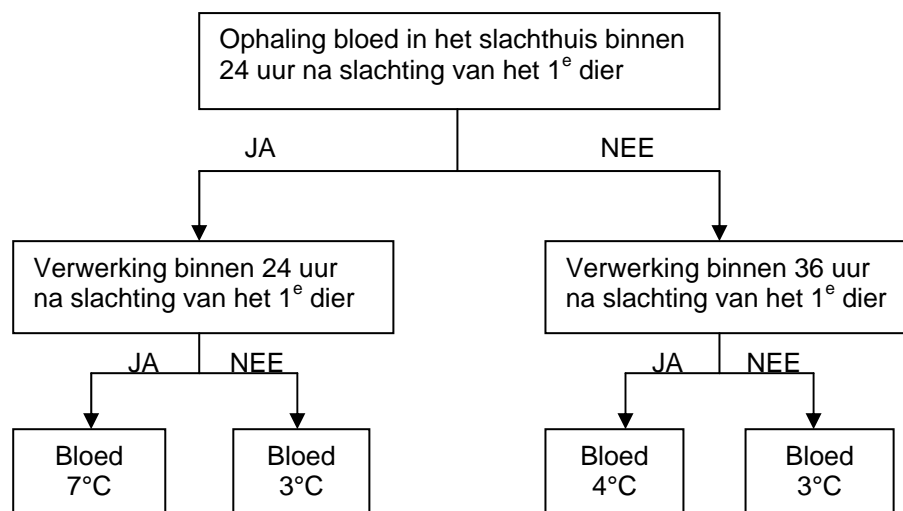 Ophaling bloed in het slachthuis binnen
24 uur na slachting van het 1e dier
JA
NEE
Verwerking binnen 24 uur
na slachting van het 1e dier
Verwerking binnen 36 uur
na slachting van het 1e dier
JA
NEE
JA
NEE
Bloed
7°C
Bloed
3°C
Bloed
4°C
Bloed
3°C